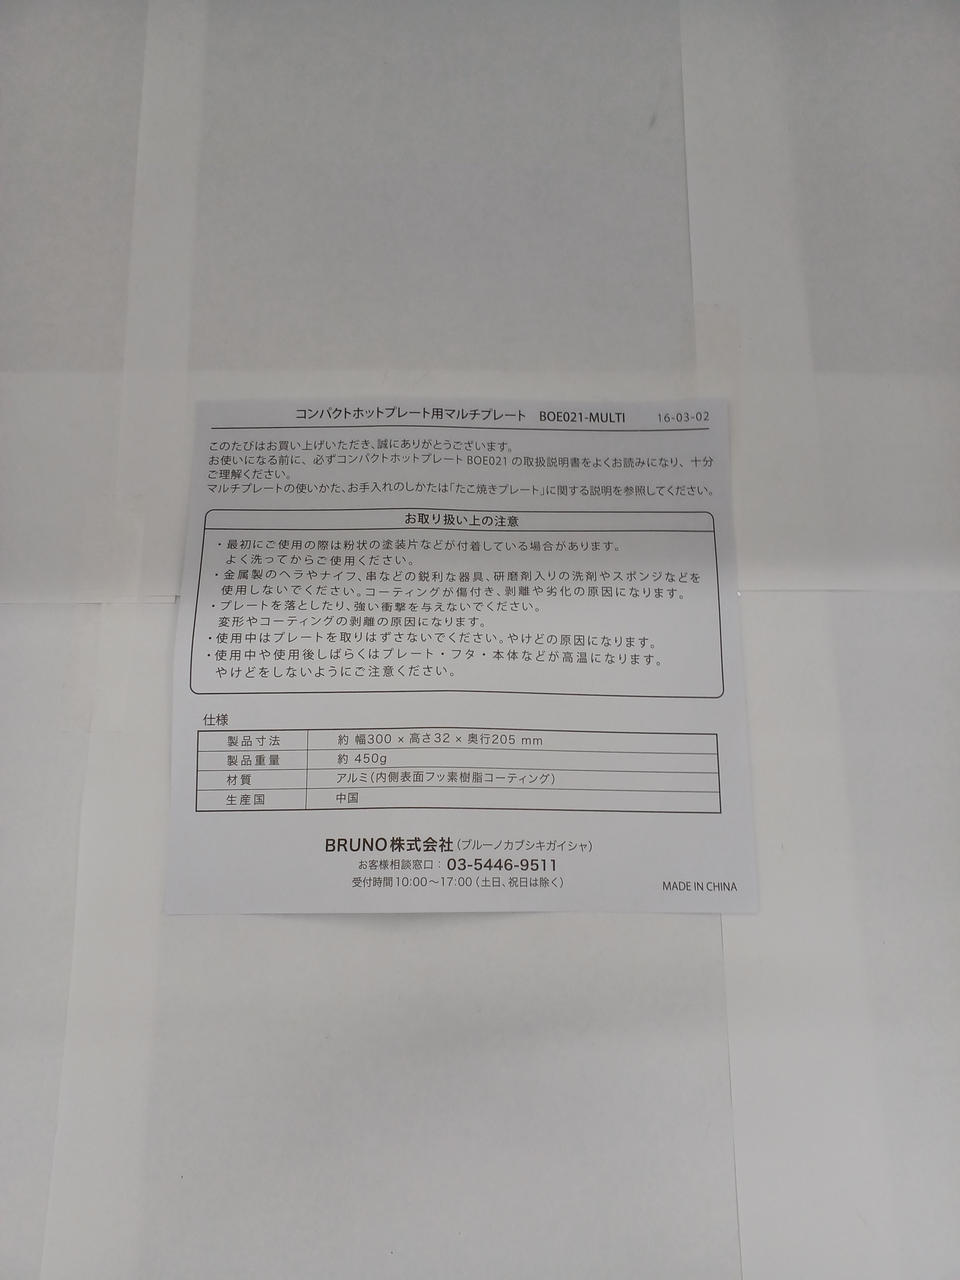 コンパクトホットプレート用マルチプレート BOE021-MULTI 16-03-02
このたびはお買い上げいただき、誠にありがとうございます。
お使いになる前に、必ずコンパクトホットプレート BOE021 の取扱説明書をよくお読みになり、十分
ご理解ください。
マルチプレートの使いかた、お手入れのしかたは「たこ焼きプレート」に関する説明を参照してください。
お取り扱い上の注意
・最初にご使用の際は粉状の塗装片などが付着している場合があります。
よく洗ってからご使用ください。
・金属製のヘラやナイフ、串などの鋭利な器具、研磨剤入りの洗剤やスポンジなどを
使用しないでください。コーティングが傷付き、剥離や劣化の原因になります。
・プレートを落としたり、強い衝撃を与えないでください。
変形やコーティングの剥離の原因になります。
・使用中はプレートを取りはずさないでください。やけどの原因になります。
・使用中や使用後しばらくはプレート・フタ・本体などが高温になります。
やけどをしないようにご注意ください。
仕様
製品寸法 約 幅300 × 高さ32 × 奥行205 mm
製品重量 約 450g
材質 アルミ(内側表面フッ素樹脂コーティング)
生産国 中国
BRUNO株式会社(ブルーノカブシキガイシャ)
お客様相談窓口： 03-5446-9511
受付時間 10:00～17:00（土日、祝日は除く）
MADE IN CHINA